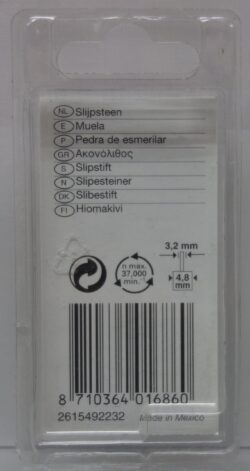 NL Slijpsteen
E Muela
P Pedra de esmerilar
GR Ακονόλιθος
S Slipstift
N Slipesteiner
DK Slibestift
FI Hiomakivi
3,2 mm
n max.
37,000
min.⁻¹
4,8
mm
8 710364 016860
2615492232 Made in Mexico